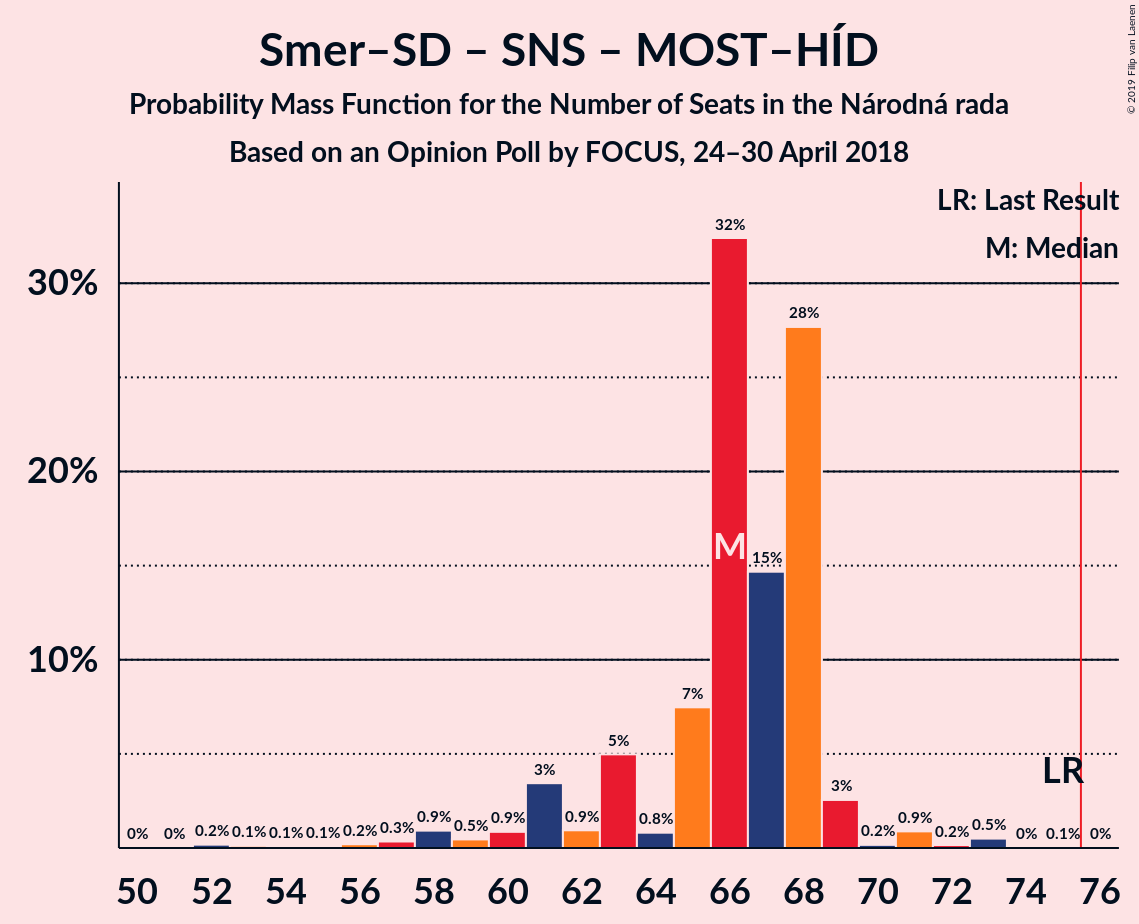 Smer–SD – SNS – MOST–HÍD
Probability Mass Function for the Number of Seats in the Národná rada
Based on an Opinion Poll by FOCUS, 24–30 April 2018
© 2019 Filip van Laenen
LR: Last Result
M: Median
30%
20%
10%
0% 0% 0.2% 0.1% 0.1% 0.1% 0.2% 0.3% 0.9% 0.5% 0.9% 3% 0.9% 5% 0.8% 7% 32% 15% 28% 3% 0.2% 0.9% 0.2% 0.5% 0% 0.1% 0%
M
LR
50 52 54 56 58 60 62 64 66 68 70 72 74 76